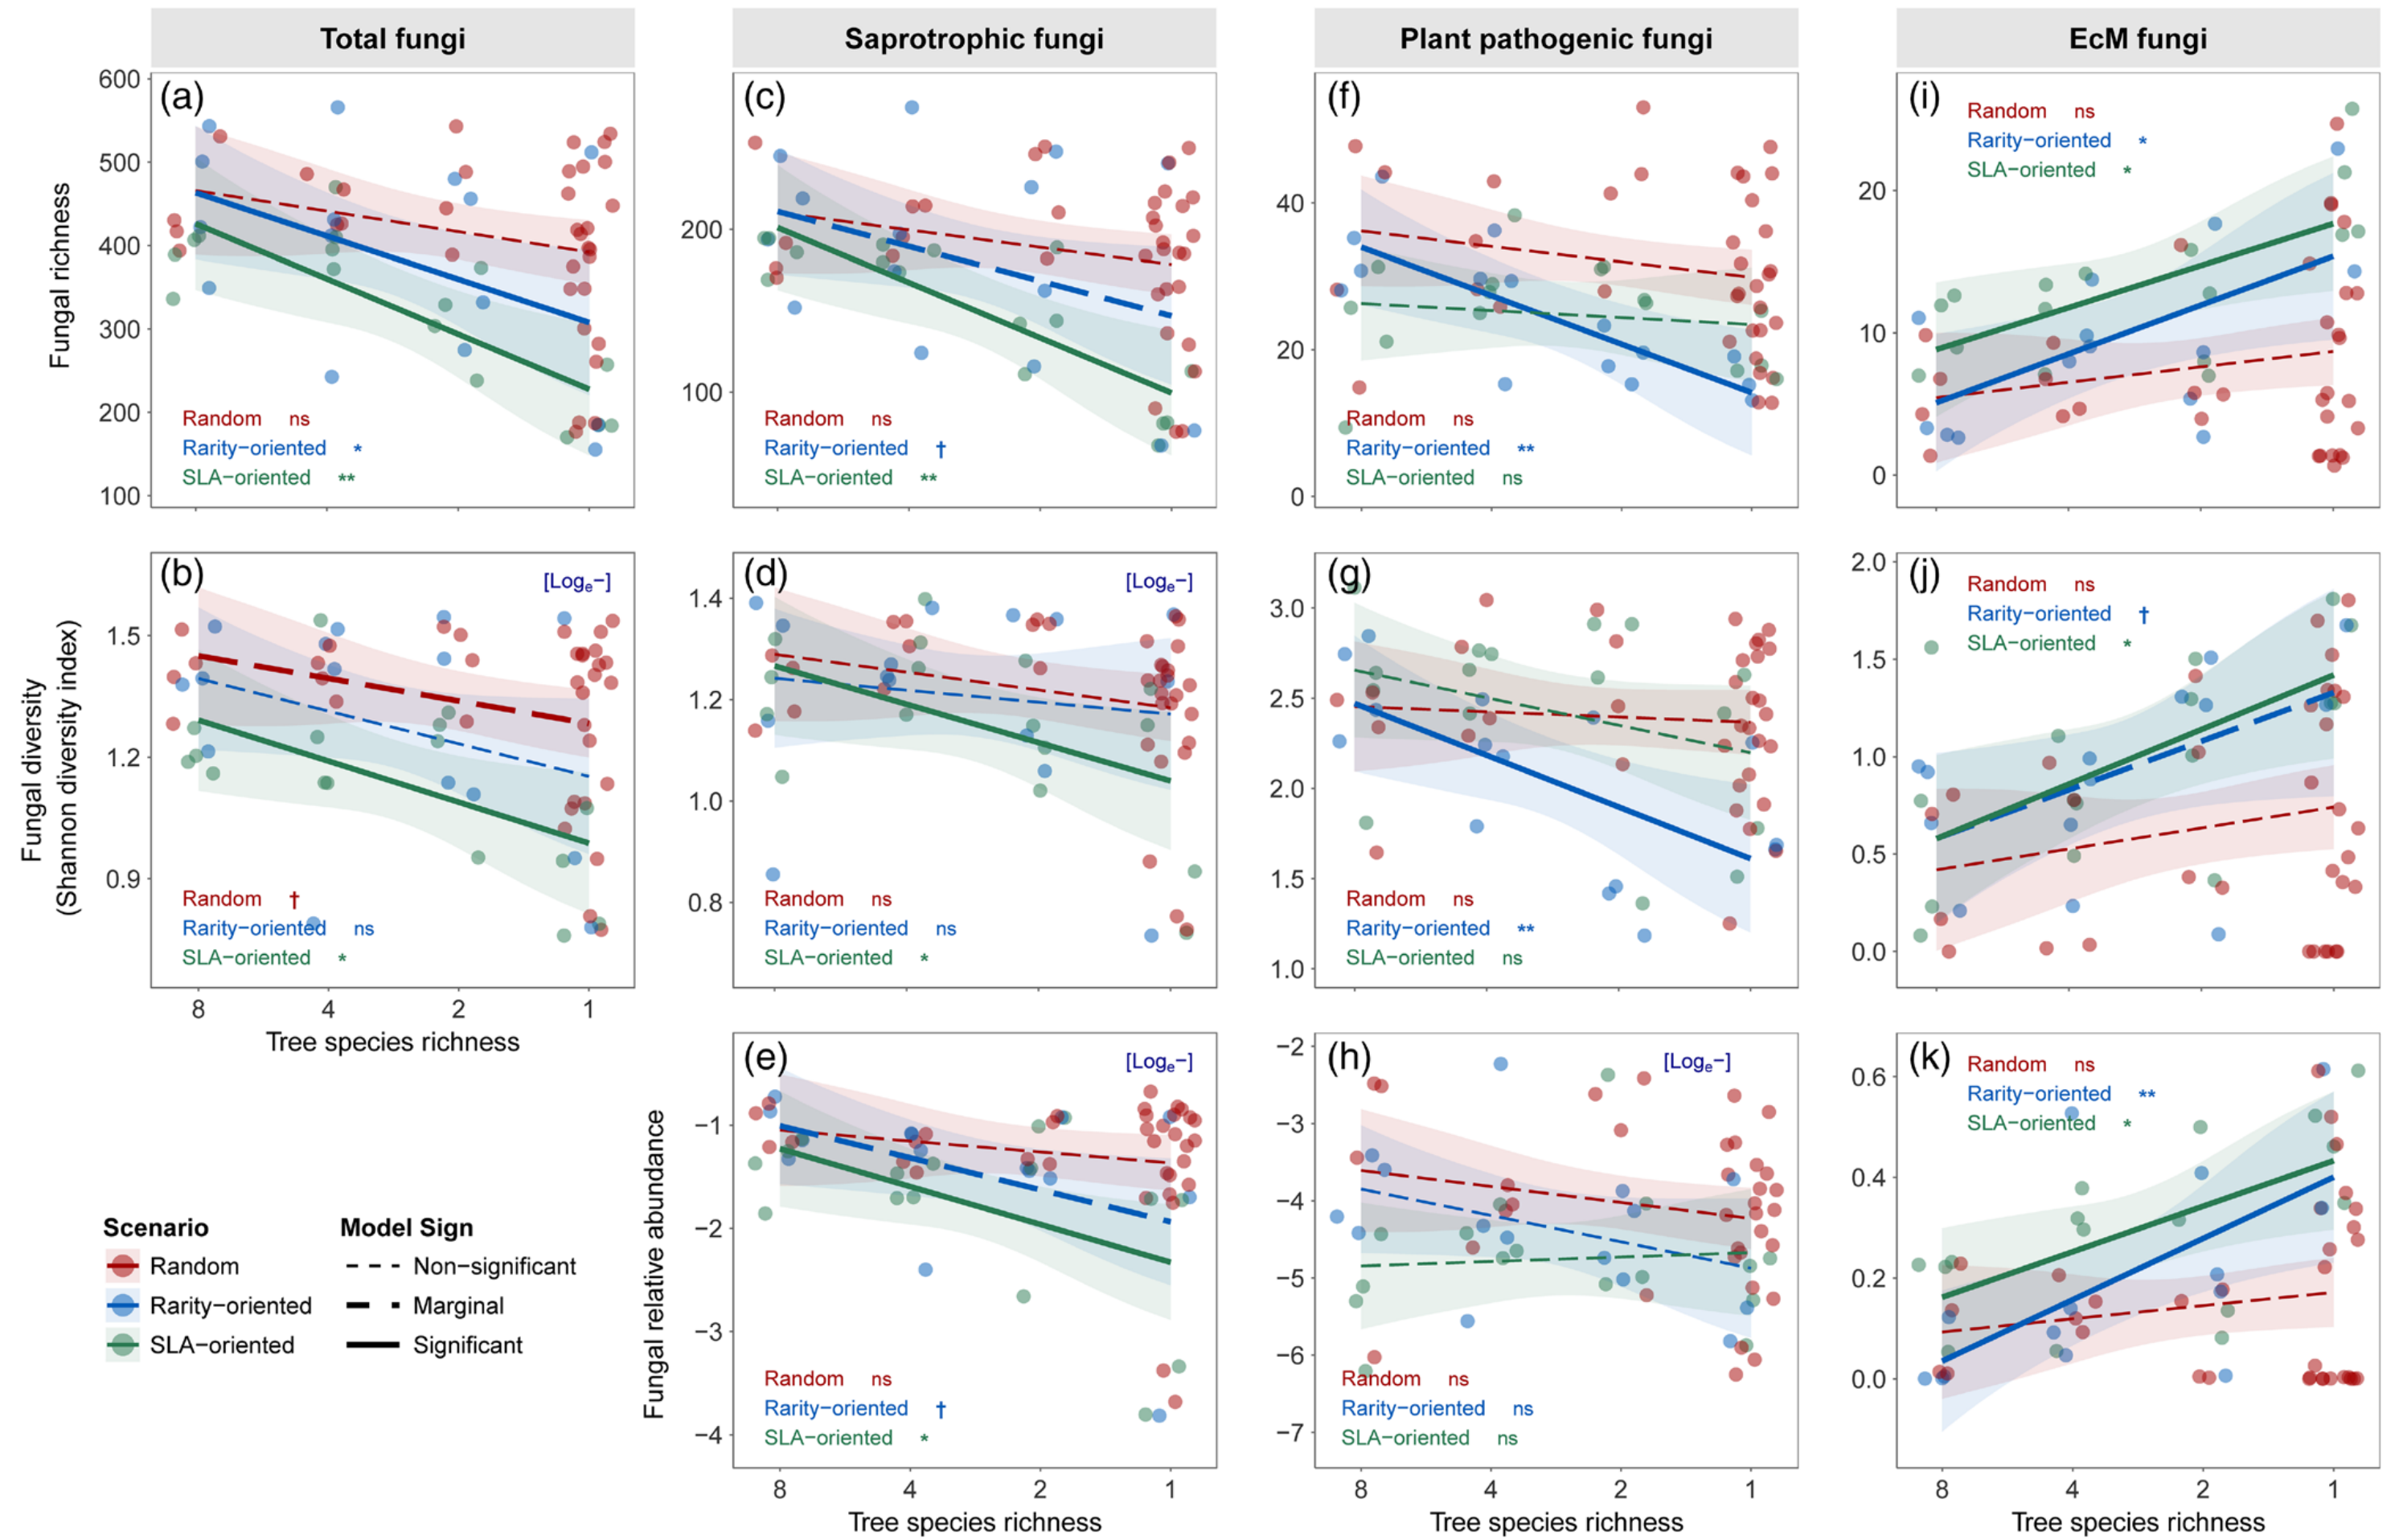 Total fungi
Saprotrophic fungi
Plant pathogenic fungi
EcM fungi
Fungal richness
(a)
600
500
400
300
200
100
Random ns
Rarity−oriented *
SLA−oriented **
(c)
200
100
Random ns
Rarity−oriented †
SLA−oriented **
(f)
40
20
0
Random ns
Rarity−oriented **
SLA−oriented ns
(i)
20
10
0
Random ns
Rarity−oriented *
SLA−oriented *
Fungal diversity
(Shannon diversity index)
(b)
[Logₑ−]
1.5
1.2
0.9
Random †
Rarity−oriented ns
SLA−oriented *
8 4 2 1
Tree species richness
(d)
[Logₑ−]
1.4
1.2
1.0
0.8
Random ns
Rarity−oriented ns
SLA−oriented *
(g)
3.0
2.5
2.0
1.5
1.0
Random ns
Rarity−oriented **
SLA−oriented ns
(j)
2.0
1.5
1.0
0.5
0.0
Random ns
Rarity−oriented †
SLA−oriented *
Scenario
Random
Rarity−oriented
SLA−oriented
Model Sign
Non−significant
Marginal
Significant
Fungal relative abundance
(e)
[Logₑ−]
−1
−2
−3
−4
Random ns
Rarity−oriented †
SLA−oriented *
8 4 2 1
Tree species richness
(h)
[Logₑ−]
−2
−3
−4
−5
−6
−7
Random ns
Rarity−oriented ns
SLA−oriented ns
8 4 2 1
Tree species richness
(k)
0.6
0.4
0.2
0.0
Random ns
Rarity−oriented **
SLA−oriented *
8 4 2 1
Tree species richness